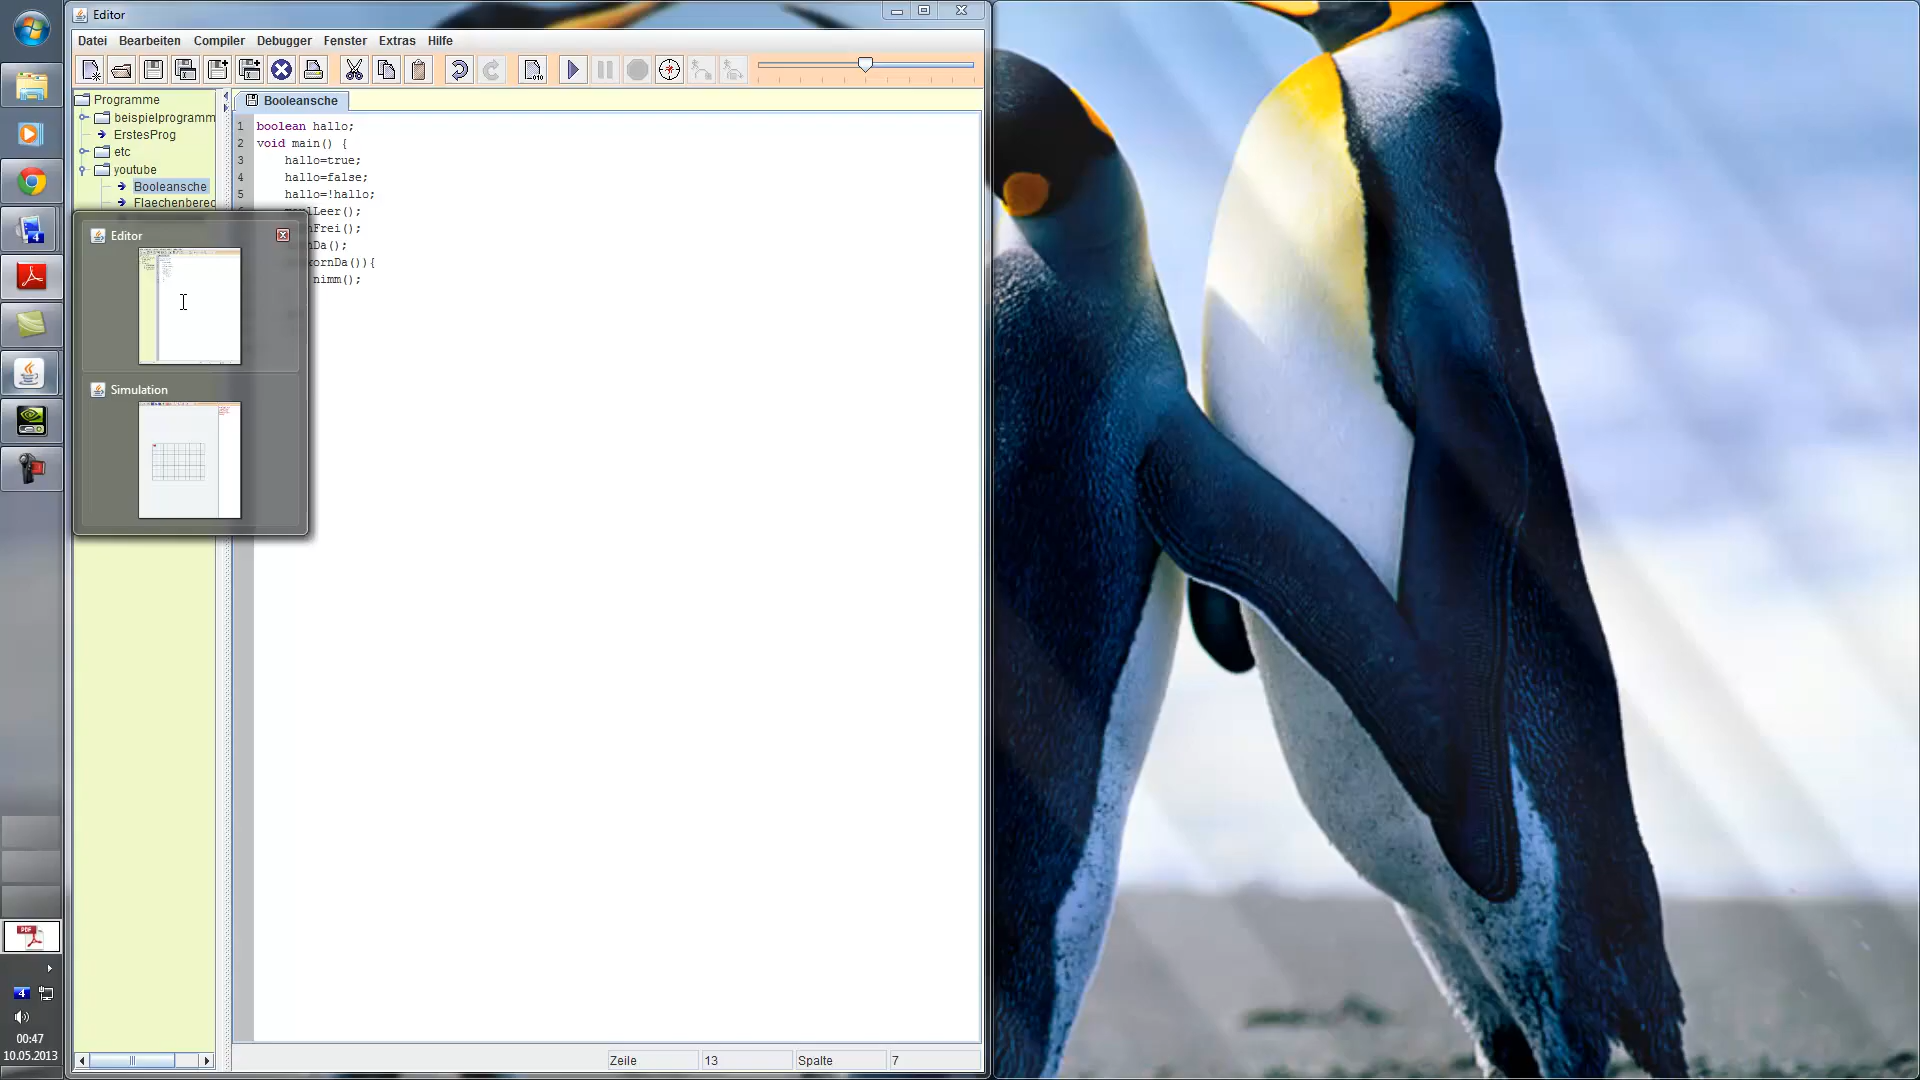 Editor
Datei Bearbeiten Compiler Debugger Fenster Extras Hilfe
Programme
beispielprogramm
ErstesProg
etc
youtube
Booleansche
Flaechenberec
Booleansche
1 boolean hallo;
2 void main() {
3 hallo=true;
4 hallo=false;
5 hallo=!hallo;
Leer();
Frei();
Da();
ornDa()){
nimm();
Editor
Simulation
Zeile 13 Spalte 7
PDF
4
00:47
10.05.2013